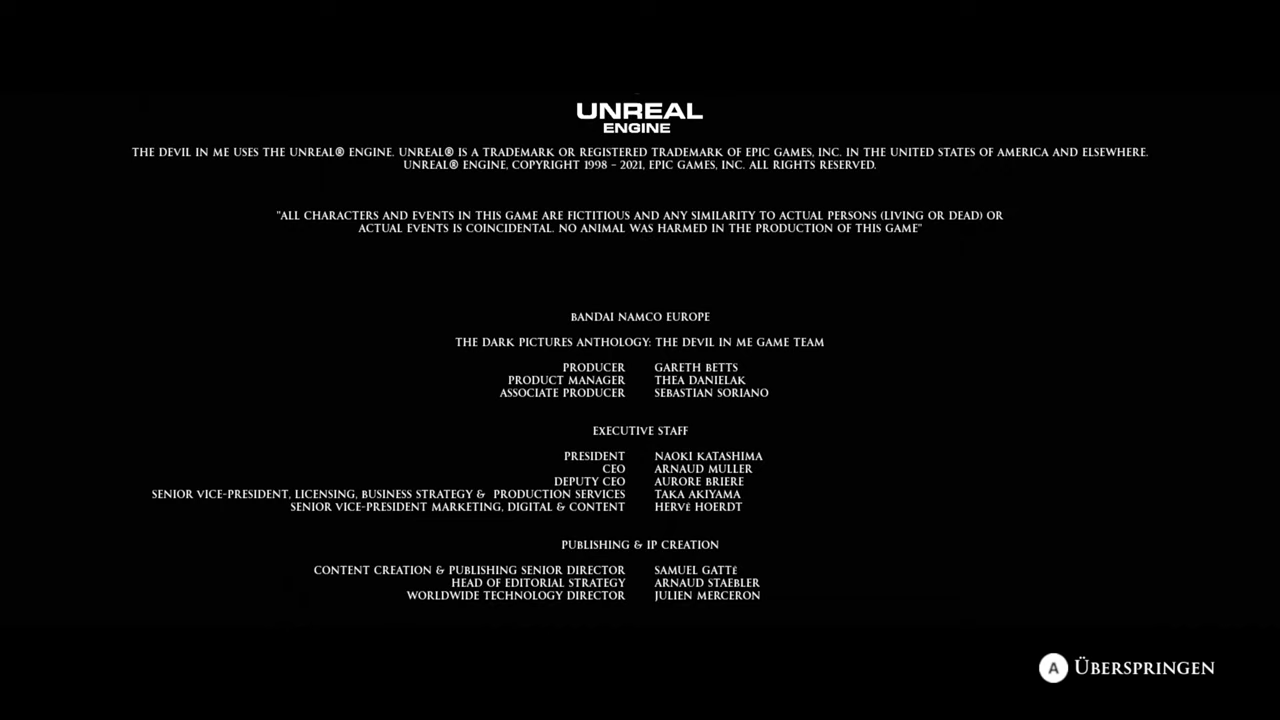 UNREAL
ENGINE
THE DEVIL IN ME USES THE UNREAL® ENGINE. UNREAL® IS A TRADEMARK OR REGISTERED TRADEMARK OF EPIC GAMES, INC. IN THE UNITED STATES OF AMERICA AND ELSEWHERE.
UNREAL® ENGINE, COPYRIGHT 1998 - 2021, EPIC GAMES, INC. ALL RIGHTS RESERVED.
"ALL CHARACTERS AND EVENTS IN THIS GAME ARE FICTITIOUS AND ANY SIMILARITY TO ACTUAL PERSONS (LIVING OR DEAD) OR
ACTUAL EVENTS IS COINCIDENTAL. NO ANIMAL WAS HARMED IN THE PRODUCTION OF THIS GAME"
BANDAI NAMCO EUROPE
THE DARK PICTURES ANTHOLOGY: THE DEVIL IN ME GAME TEAM
PRODUCER GARETH BETTS
PRODUCT MANAGER THEA DANIELAK
ASSOCIATE PRODUCER SEBASTIAN SORIANO
EXECUTIVE STAFF
PRESIDENT NAOKI KATASHIMA
CEO ARNAUD MULLER
DEPUTY CEO AURORE BRIERE
SENIOR VICE-PRESIDENT, LICENSING, BUSINESS STRATEGY & PRODUCTION SERVICES TAKA AKIYAMA
SENIOR VICE-PRESIDENT MARKETING, DIGITAL & CONTENT HERVÉ HOERDT
PUBLISHING & IP CREATION
CONTENT CREATION & PUBLISHING SENIOR DIRECTOR SAMUEL GATTÉ
HEAD OF EDITORIAL STRATEGY ARNAUD STAEBLER
WORLDWIDE TECHNOLOGY DIRECTOR JULIEN MERCERON
A ÜBERSPRINGEN